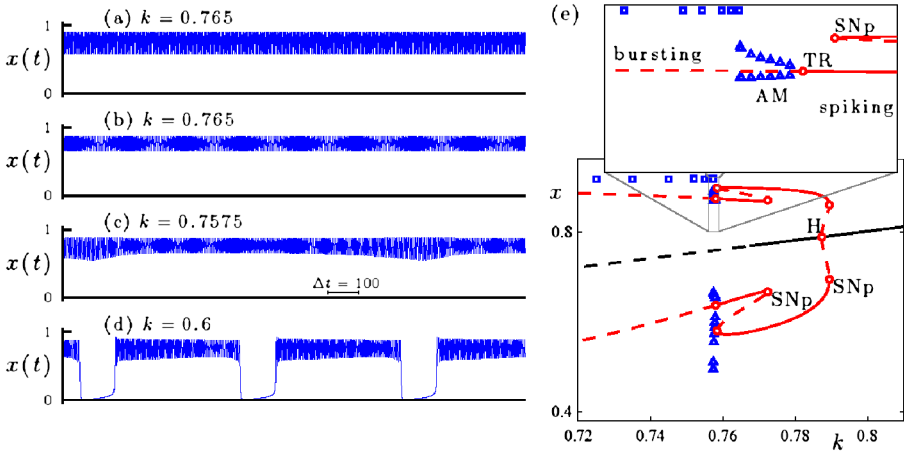 (a) k = 0.765
1
x(t)
0
(b) k = 0.765
1
x(t)
0
(c) k = 0.7575
1
x(t)
Δt = 100
0
(d) k = 0.6
1
x(t)
0
(e)
SNp
bursting
TR
AM
spiking
x
H
0.8
SNp
SNp
0.4
0.72
0.74
0.76
0.78
k
0.8